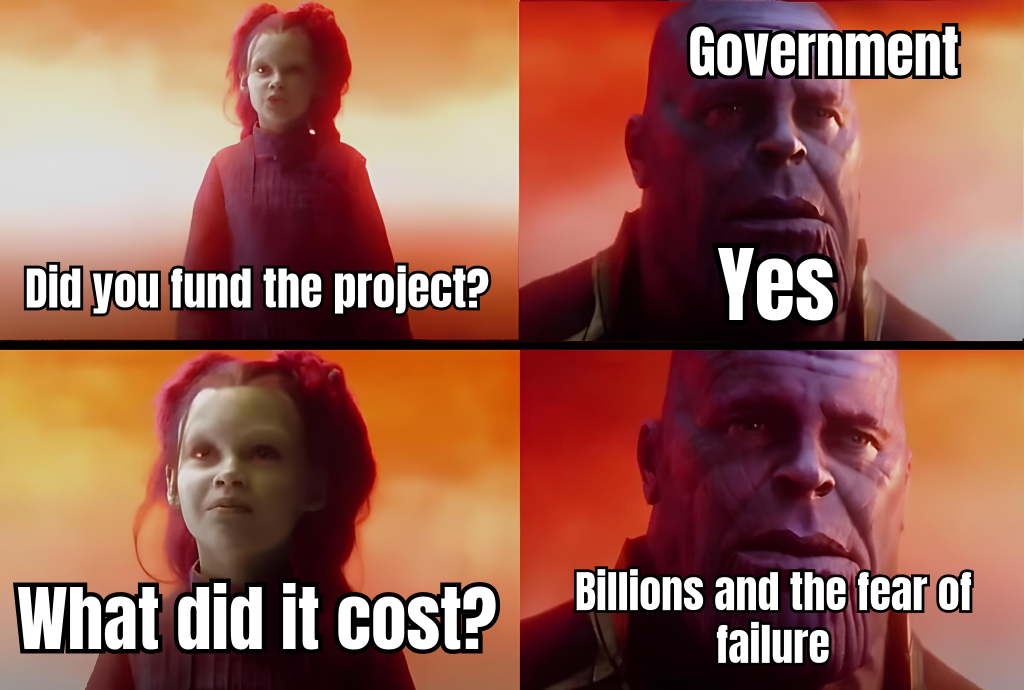 Did you fund the project?
Government
Yes
What did it cost?
Billions and the fear of
failure